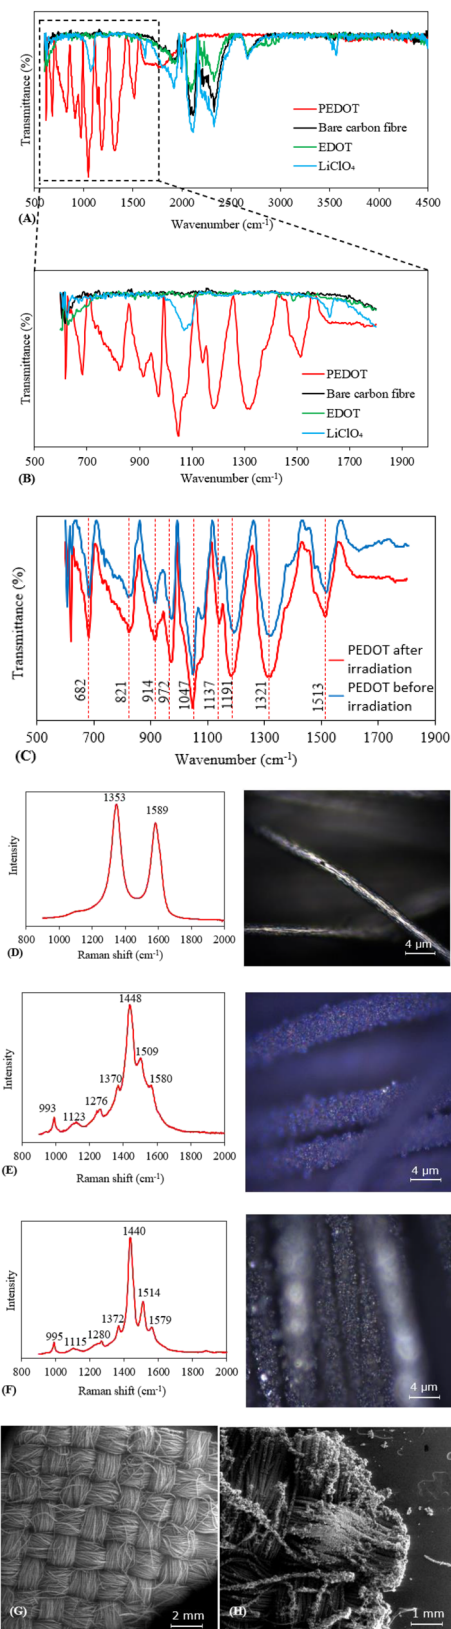 Transmittance (%)
PEDOT
Bare carbon fibre
EDOT
LiClO₄
500 1000 1500 2000 2500 3000 3500 4000 4500
(A)
Wavenumber (cm⁻¹)
Transmittance (%)
PEDOT
Bare carbon fibre
EDOT
LiClO₄
500 700 900 1100 1300 1500 1700 1900
(B)
Wavenumber (cm⁻¹)
Transmittance (%)
682 821 914 972 1047 1137 1191 1321 1513
PEDOT after
irradiation
PEDOT before
irradiation
500 700 900 1100 1300 1500 1700 1900
(C)
Wavenumber (cm⁻¹)
Intensity
1353
1589
800 1000 1200 1400 1600 1800 2000
Raman shift (cm⁻¹)
(D)
4 µm
Intensity
1448
1509
1370
1580
1276
993
1123
800 1000 1200 1400 1600 1800 2000
Raman shift (cm⁻¹)
(E)
4 µm
Intensity
1440
1514
1372
1579
1280
995
1115
800 1000 1200 1400 1600 1800 2000
Raman shift (cm⁻¹)
(F)
4 µm
(G)
2 mm
(H)
1 mm